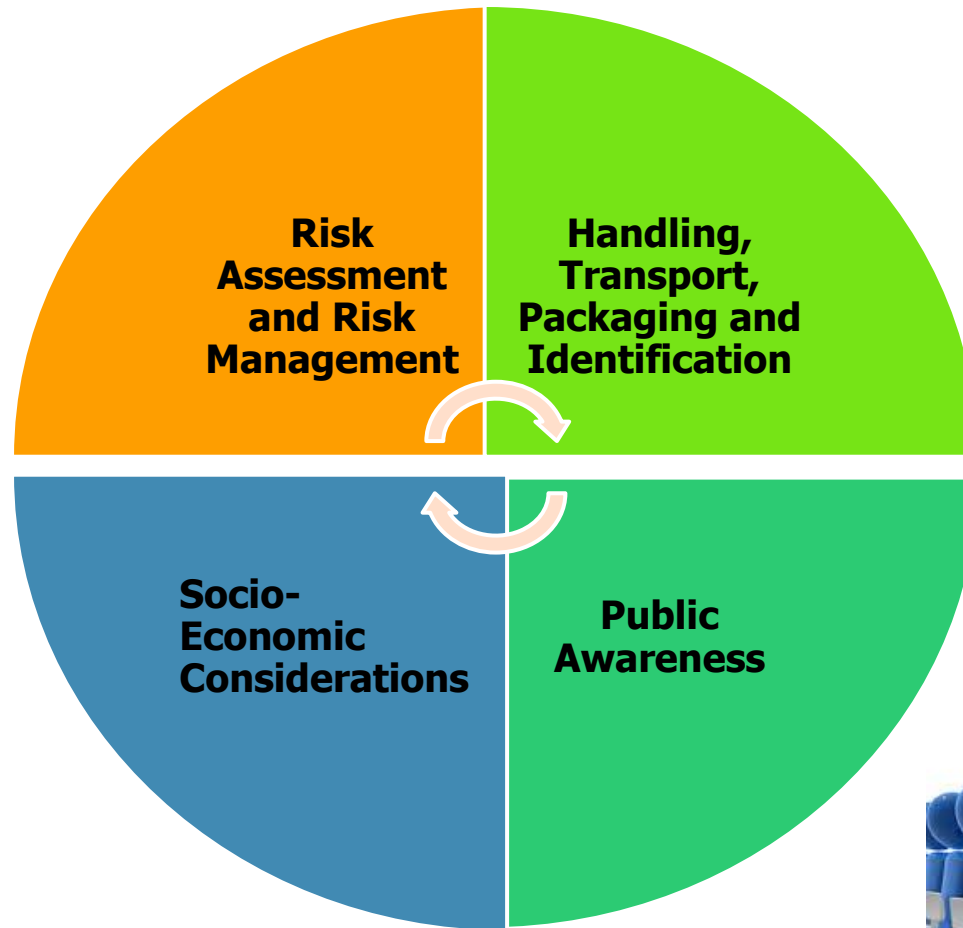 Risk
Assessment
and Risk
Management
Handling,
Transport,
Packaging and
Identification
Socio-
Economic
Considerations
Public
Awareness